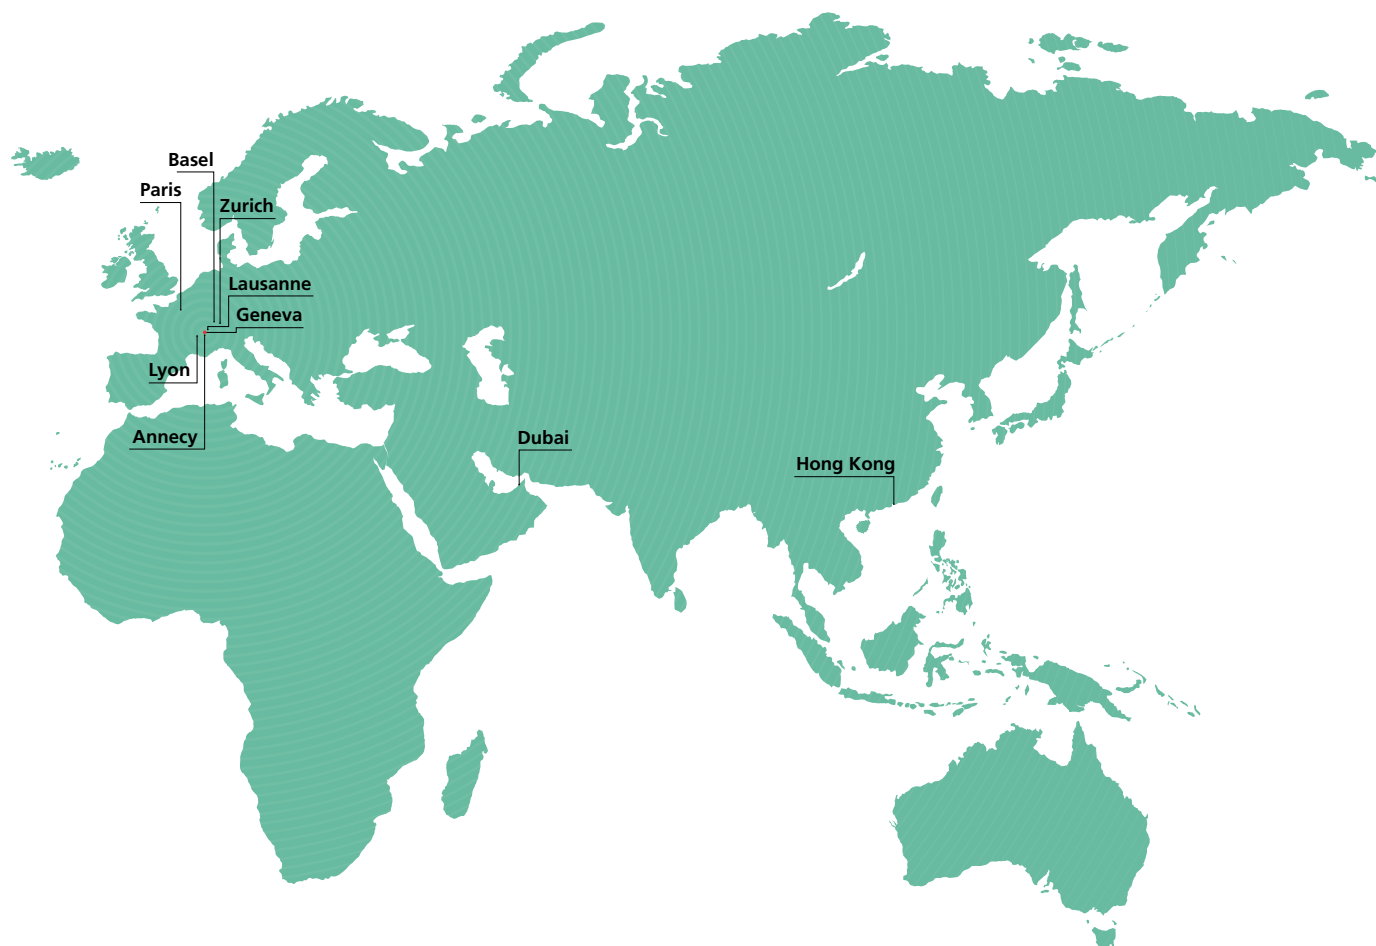 Basel
Paris
Zurich
Lausanne
Geneva
Lyon
Annecy
Dubai
Hong Kong